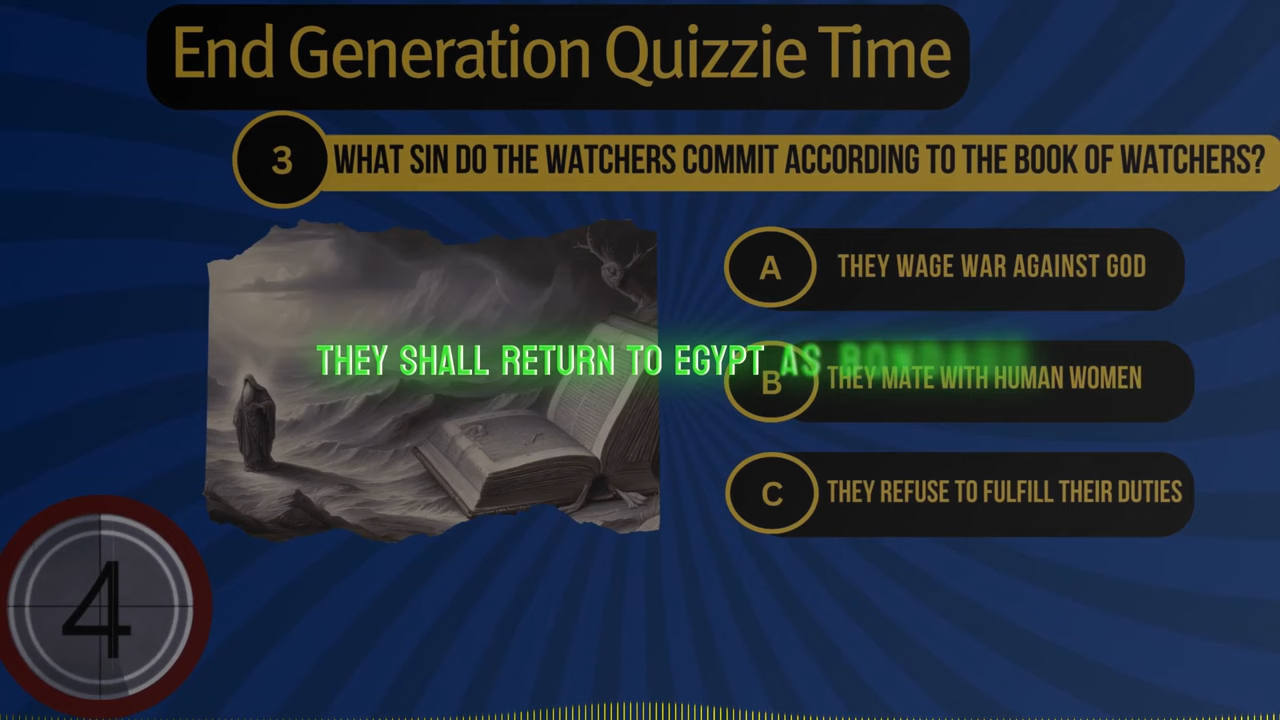 End Generation Quizzie Time
3
WHAT SIN DO THE WATCHERS COMMIT ACCORDING TO THE BOOK OF WATCHERS?
A
THEY WAGE WAR AGAINST GOD
THEY SHALL RETURN TO EGYPT AS
B
THEY MATE WITH HUMAN WOMEN
C
THEY REFUSE TO FULFILL THEIR DUTIES
4